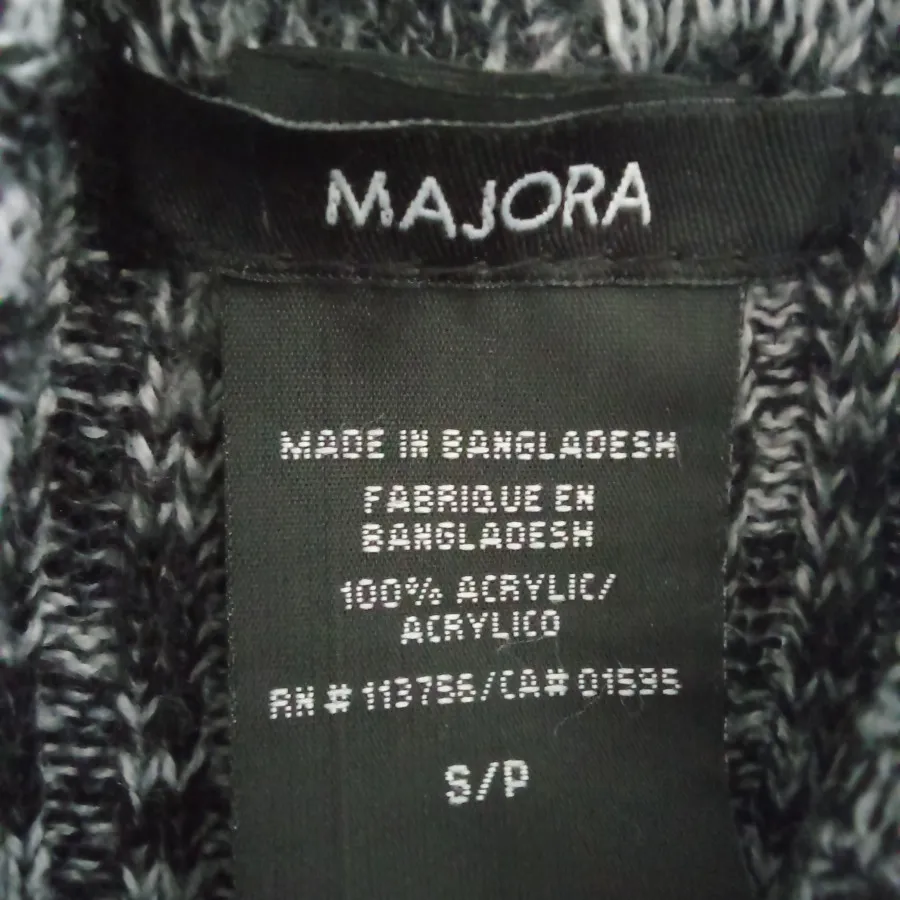 MAJORA
MADE IN BANGLADESH
FABRIQUE EN
BANGLADESH
100% ACRYLIC/
ACRYLICO
RN # 113756/CA# 01595
S/P